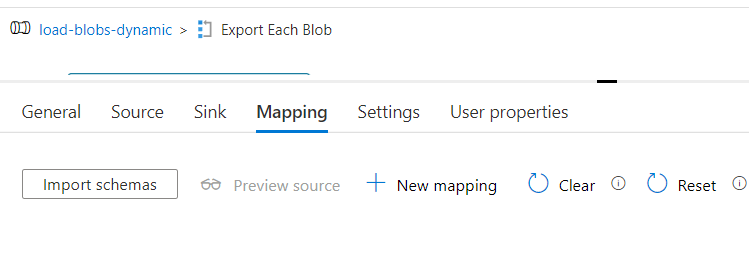 load-blobs-dynamic > Export Each Blob
General Source Sink Mapping Settings User properties
Import schemas Preview source + New mapping Clear Reset